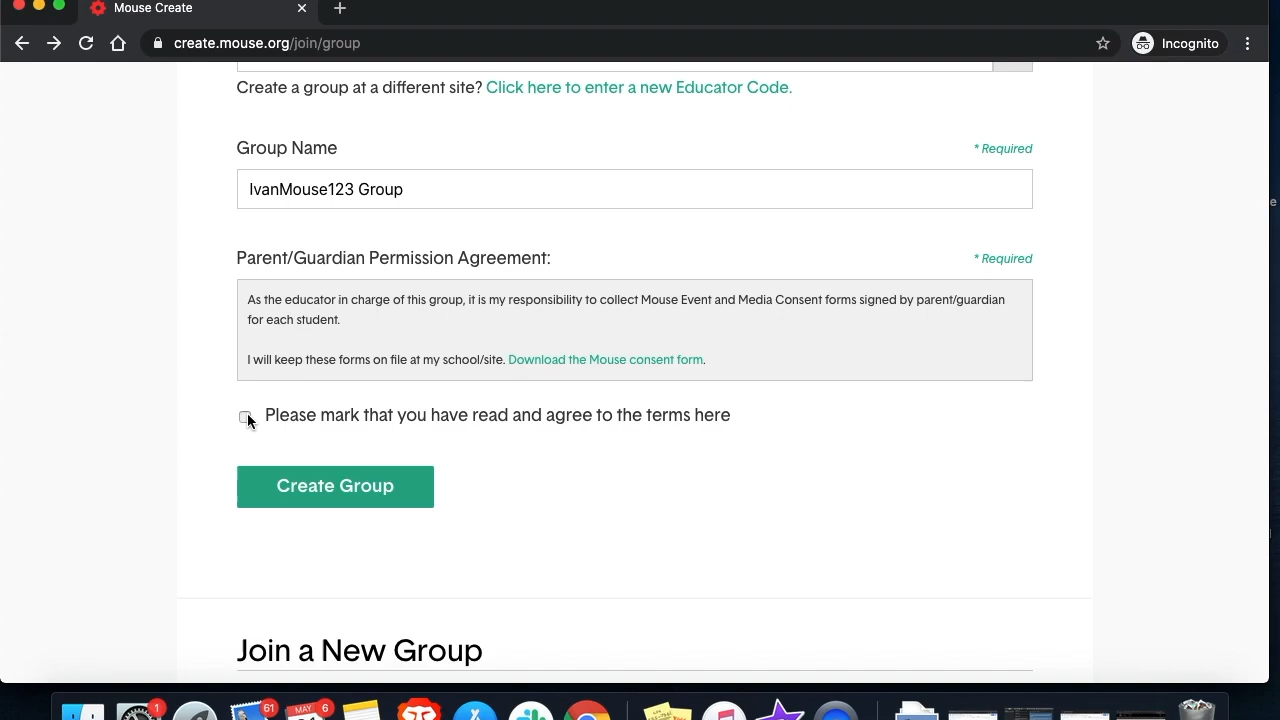 Mouse Create
create.mouse.org/join/group
Incognito
Create a group at a different site? Click here to enter a new Educator Code.
Group Name
* Required
IvanMouse123 Group
Parent/Guardian Permission Agreement:
* Required
As the educator in charge of this group, it is my responsibility to collect Mouse Event and Media Consent forms signed by parent/guardian
for each student.
I will keep these forms on file at my school/site. Download the Mouse consent form.
Please mark that you have read and agree to the terms here
Create Group
Join a New Group
1
61
MAY
6